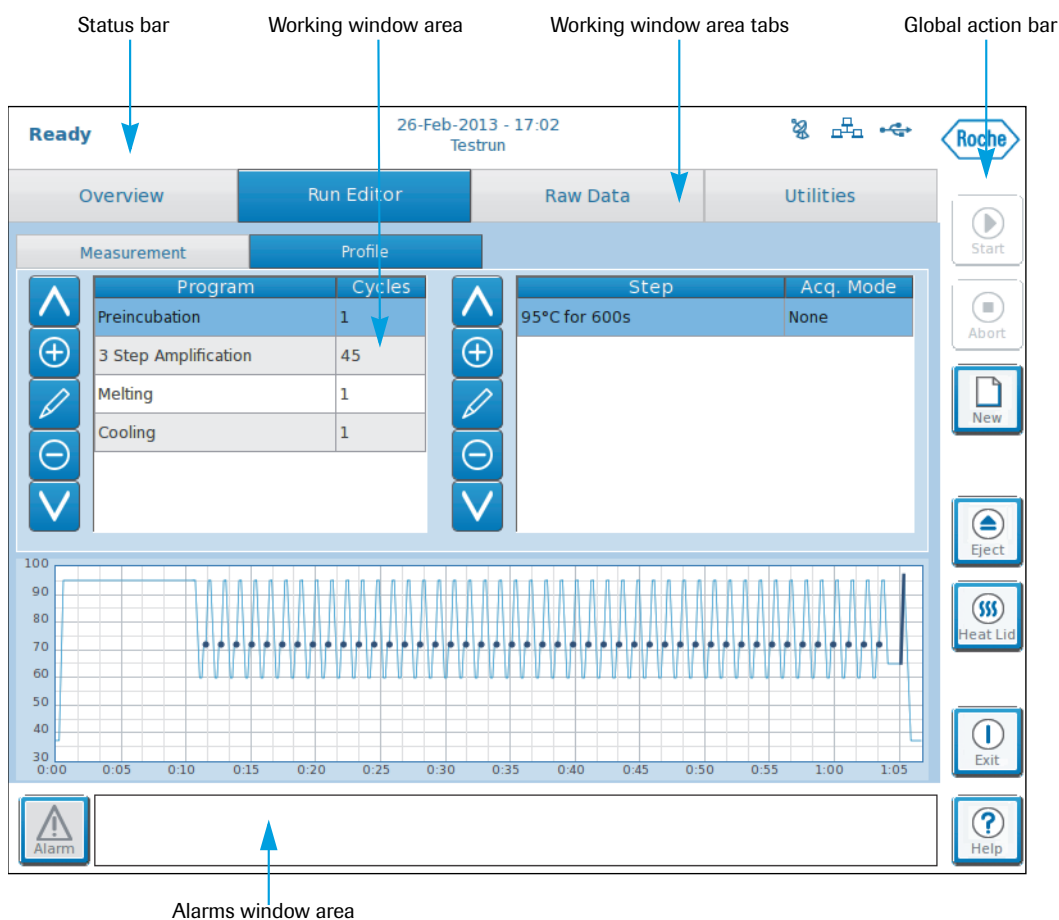 Status bar
Working window area
Working window area tabs
Global action bar
Ready
26-Feb-2013 - 17:02
Testrun
Roche
Overview
Run Editor
Raw Data
Utilities
Measurement
Profile
Program Cycles
Preincubation 1
3 Step Amplification 45
Melting 1
Cooling 1
Step Acq. Mode
95°C for 600s None
Start
Abort
New
Eject
Heat Lid
Exit
Help
100
90
80
70
60
50
40
30
0:00 0:05 0:10 0:15 0:20 0:25 0:30 0:35 0:40 0:45 0:50 0:55 1:00 1:05
Alarm
Alarms window area